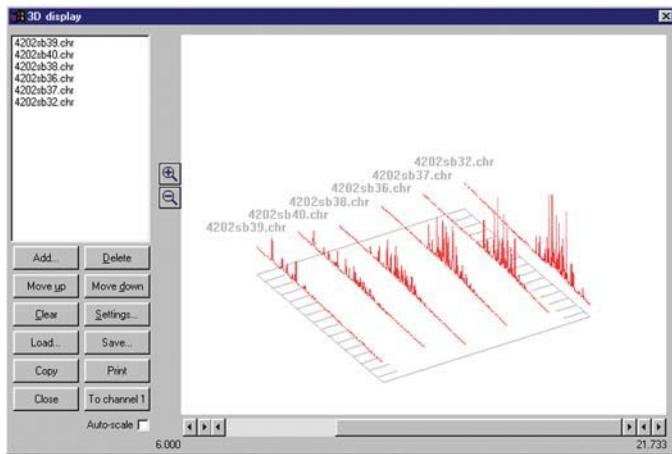 3D display
4202sb39.chr
4202sb40.chr
4202sb38.chr
4202sb36.chr
4202sb37.chr
4202sb32.chr
4202sb32.chr
4202sb37.chr
4202sb36.chr
4202sb38.chr
4202sb40.chr
4202sb39.chr
Add... Delete
Move up Move down
Clear Settings...
Load... Save...
Copy Print
Close To channel 1
Auto-scale
6.000 21.733